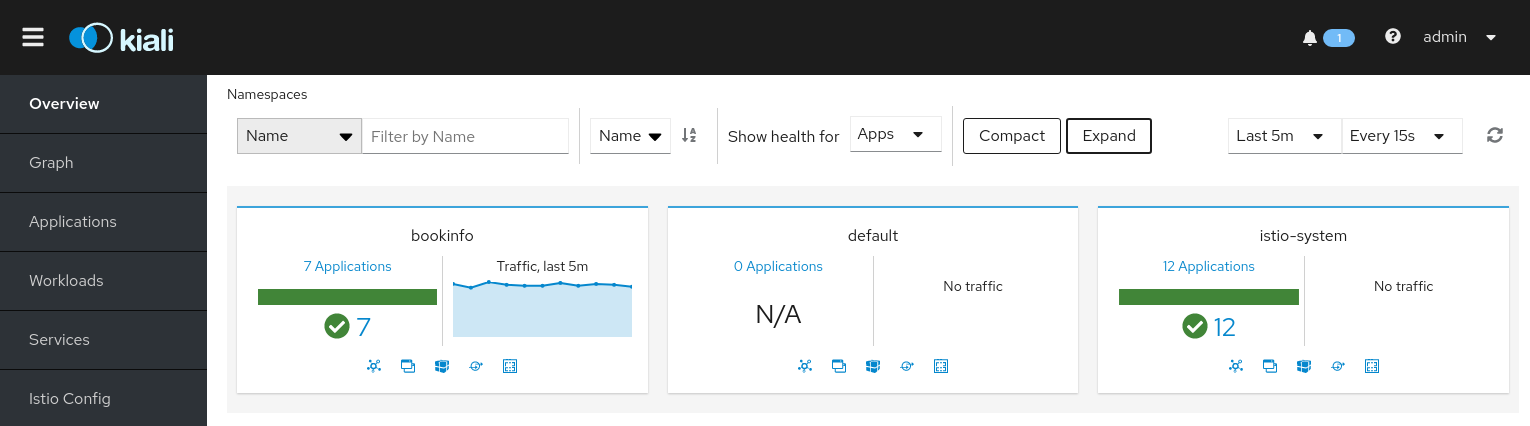 kiali
1
?
admin
Overview
Graph
Applications
Workloads
Services
Istio Config
Namespaces
Name Filter by Name Name A Z Show health for Apps Compact Expand Last 5m Every 15s
bookinfo
7 Applications
7
Traffic, last 5m
default
0 Applications
N/A
No traffic
istio-system
12 Applications
12
No traffic